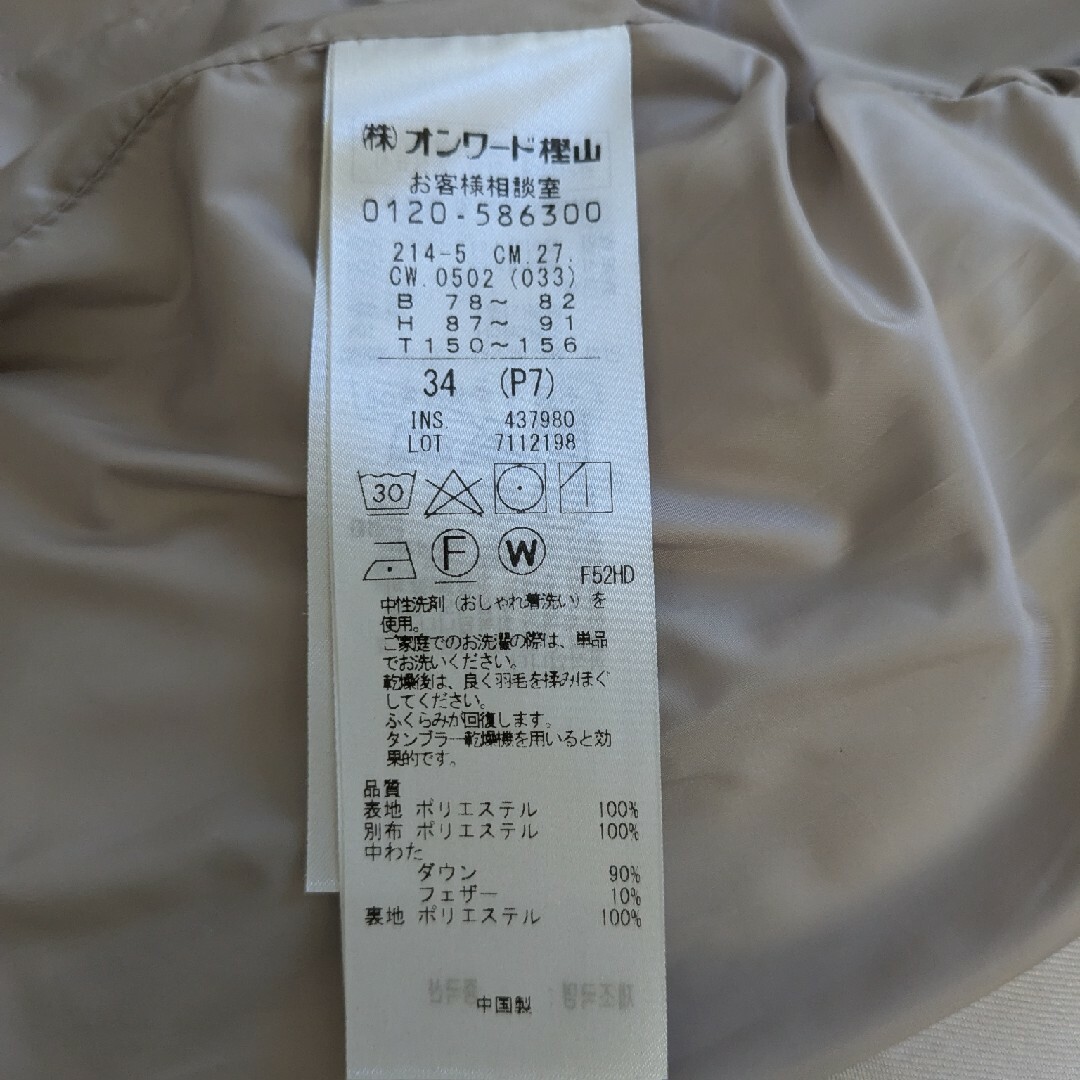 (株)オンワード樫山
お客様相談室
0120-586300
214-5 CM.27.
CW.0502 (033)
B 78～ 82
H 87～ 91
T150～156
34 (P7)
INS 437980
LOT 7112198
30
F W F52HD
中性洗剤（おしゃれ着洗い）を
使用。
ご家庭でのお洗濯の際は、単品
でお洗いください。
乾燥後は、良く羽毛を揉みほぐ
してください。
ふくらみが回復します。
タンブラー乾燥機を用いると効
果的です。
品質
表地 ポリエステル 100%
別布 ポリエステル 100%
中わた
ダウン 90%
フェザー 10%
裏地 ポリエステル 100%
中国製